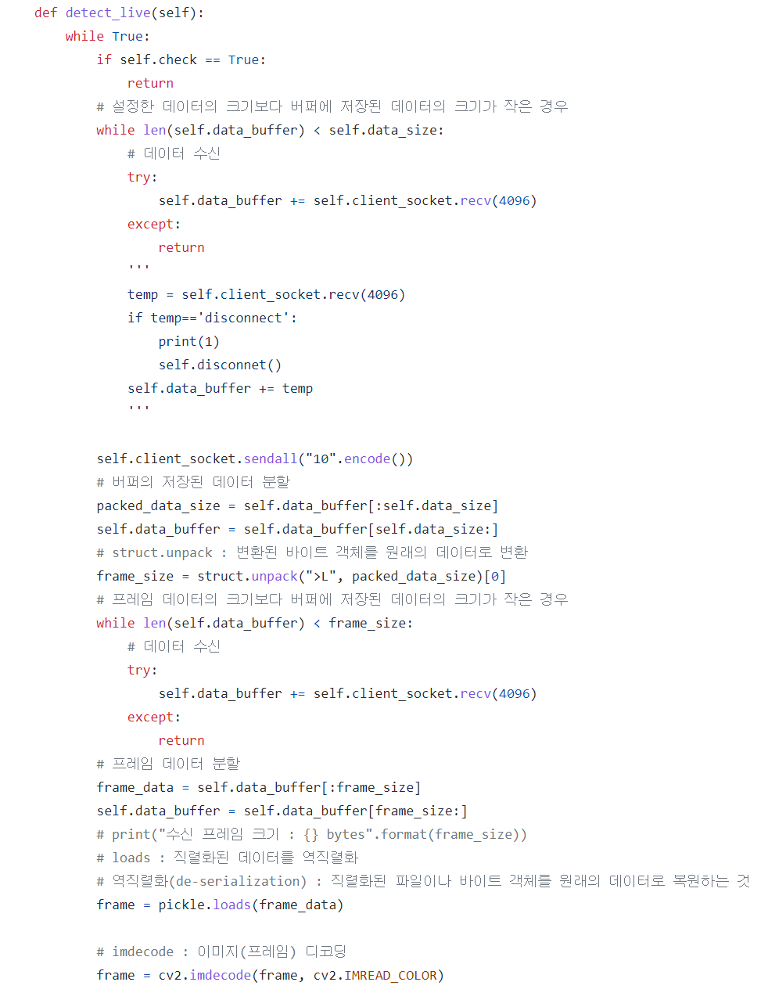 def detect_live(self):
while True:
if self.check == True:
return
# 설정한 데이터의 크기보다 버퍼에 저장된 데이터의 크기가 작은 경우
while len(self.data_buffer) < self.data_size:
# 데이터 수신
try:
self.data_buffer += self.client_socket.recv(4096)
except:
return
'''
temp = self.client_socket.recv(4096)
if temp=='disconnect':
print(1)
self.disconnet()
self.data_buffer += temp
'''
self.client_socket.sendall("10".encode())
# 버퍼의 저장된 데이터 분할
packed_data_size = self.data_buffer[:self.data_size]
self.data_buffer = self.data_buffer[self.data_size:]
# struct.unpack : 변환된 바이트 객체를 원래의 데이터로 변환
frame_size = struct.unpack(">L", packed_data_size)[0]
# 프레임 데이터의 크기보다 버퍼에 저장된 데이터의 크기가 작은 경우
while len(self.data_buffer) < frame_size:
# 데이터 수신
try:
self.data_buffer += self.client_socket.recv(4096)
except:
return
# 프레임 데이터 분할
frame_data = self.data_buffer[:frame_size]
self.data_buffer = self.data_buffer[frame_size:]
# print("수신 프레임 크기 : {} bytes".format(frame_size))
# loads : 직렬화된 데이터를 역직렬화
# 역직렬화(de-serialization) : 직렬화된 파일이나 바이트 객체를 원래의 데이터로 복원하는 것
frame = pickle.loads(frame_data)
# imdecode : 이미지(프레임) 디코딩
frame = cv2.imdecode(frame, cv2.IMREAD_COLOR)